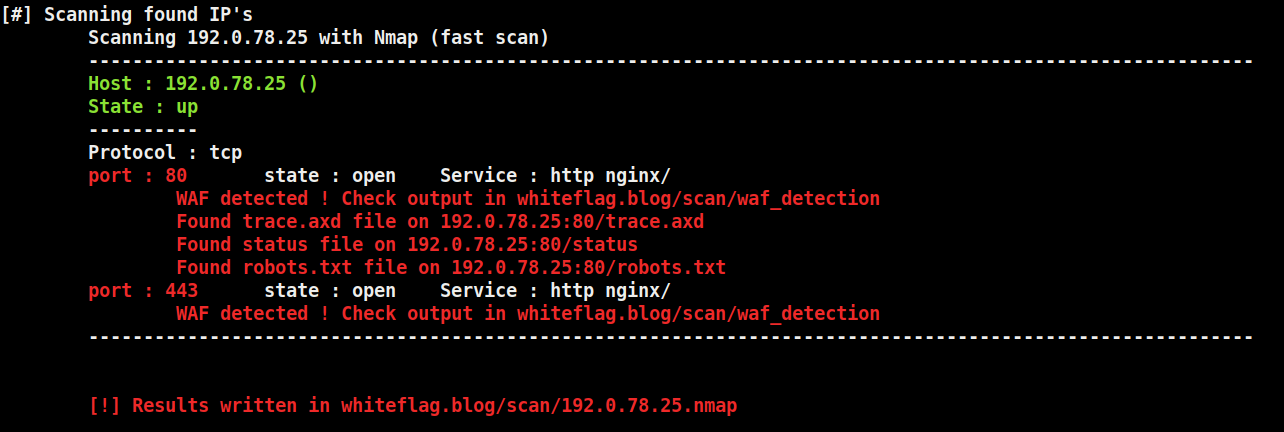 [#] Scanning found IP's
Scanning 192.0.78.25 with Nmap (fast scan)
----------------------------------------------------------------------------------------------------------
Host : 192.0.78.25 ()
State : up
----------
Protocol : tcp
port : 80 state : open Service : http nginx/
WAF detected ! Check output in whiteflag.blog/scan/waf_detection
Found trace.axd file on 192.0.78.25:80/trace.axd
Found status file on 192.0.78.25:80/status
Found robots.txt file on 192.0.78.25:80/robots.txt
port : 443 state : open Service : http nginx/
WAF detected ! Check output in whiteflag.blog/scan/waf_detection
----------------------------------------------------------------------------------------------------------
[!] Results written in whiteflag.blog/scan/192.0.78.25.nmap